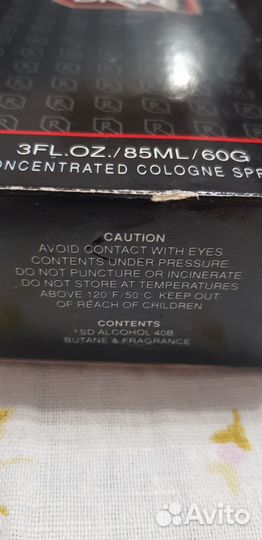 3FL.OZ./85ML/60G
ONCENTRATED COLOGNE SPR
CAUTION
AVOID CONTACT WITH EYES
CONTENTS UNDER PRESSURE
DO NOT PUNCTURE OR INCINERATE
DO NOT STORE AT TEMPERATURES
ABOVE 120°F/50°C. KEEP OUT
OF REACH OF CHILDREN
CONTENTS
SD ALCOHOL 40B
BUTANE & FRAGRANCE
Avito